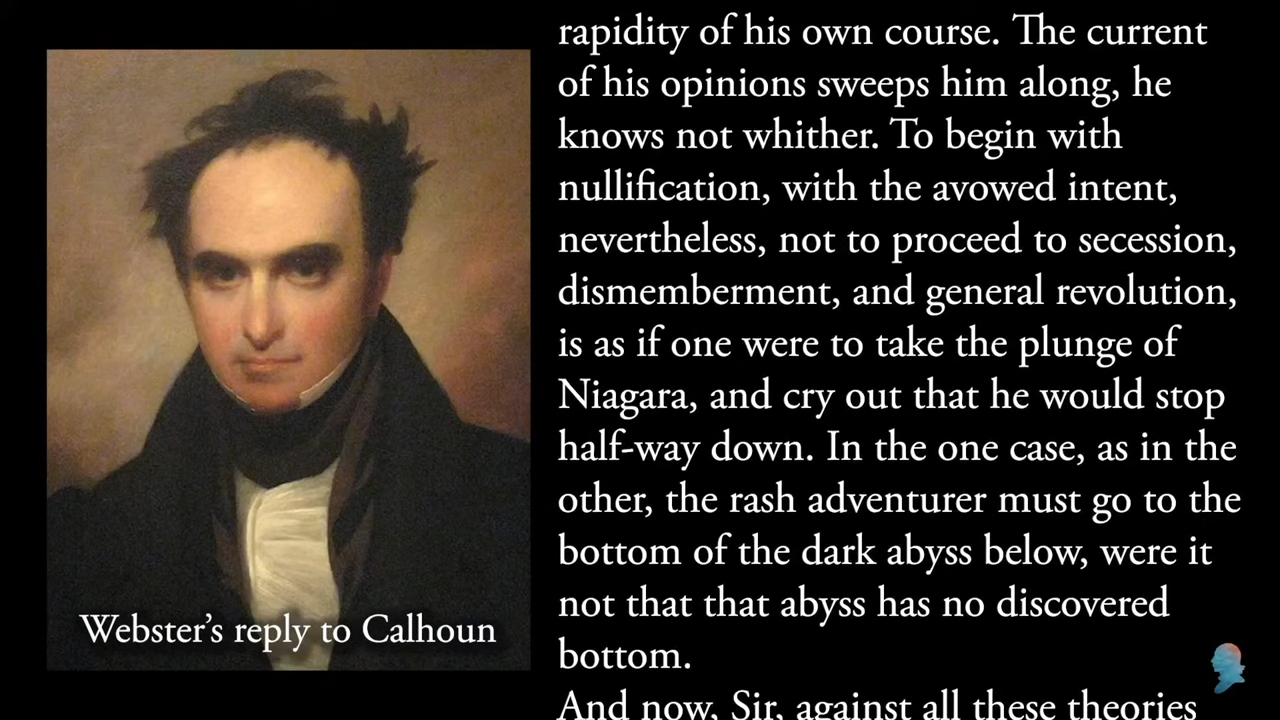 rapidity of his own course. The current
of his opinions sweeps him along, he
knows not whither. To begin with
nullification, with the avowed intent,
nevertheless, not to proceed to secession,
dismemberment, and general revolution,
is as if one were to take the plunge of
Niagara, and cry out that he would stop
half-way down. In the one case, as in the
other, the rash adventurer must go to the
bottom of the dark abyss below, were it
not that that abyss has no discovered
bottom.
And now, Sir, against all these theories
Webster's reply to Calhoun